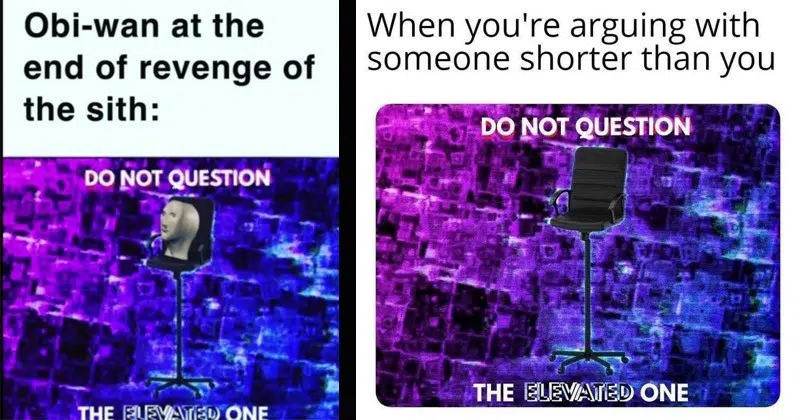 Obi-wan at the
end of revenge of
the sith:
DO NOT QUESTION
THE ELEVATED ONE
When you're arguing with
someone shorter than you
DO NOT QUESTION
THE ELEVATED ONE